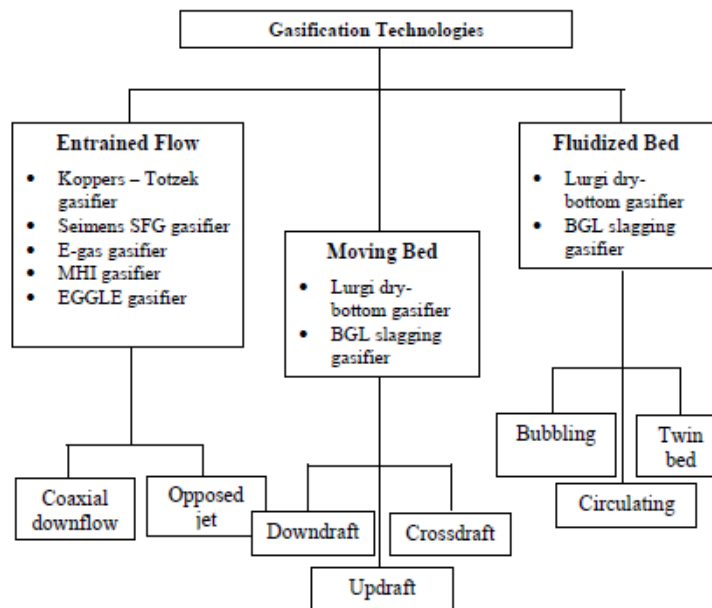 Gasification Technologies
Entrained Flow
• Koppers – Totzek
gasifier
• Seimens SFG gasifier
• E-gas gasifier
• MHI gasifier
• EGGLE gasifier
Moving Bed
• Lurgi dry-
bottom gasifier
• BGL slagging
gasifier
Fluidized Bed
• Lurgi dry-
bottom gasifier
• BGL slagging
gasifier
Coaxial
downflow
Opposed
jet
Downdraft
Updraft
Crossdraft
Bubbling
Circulating
Twin
bed